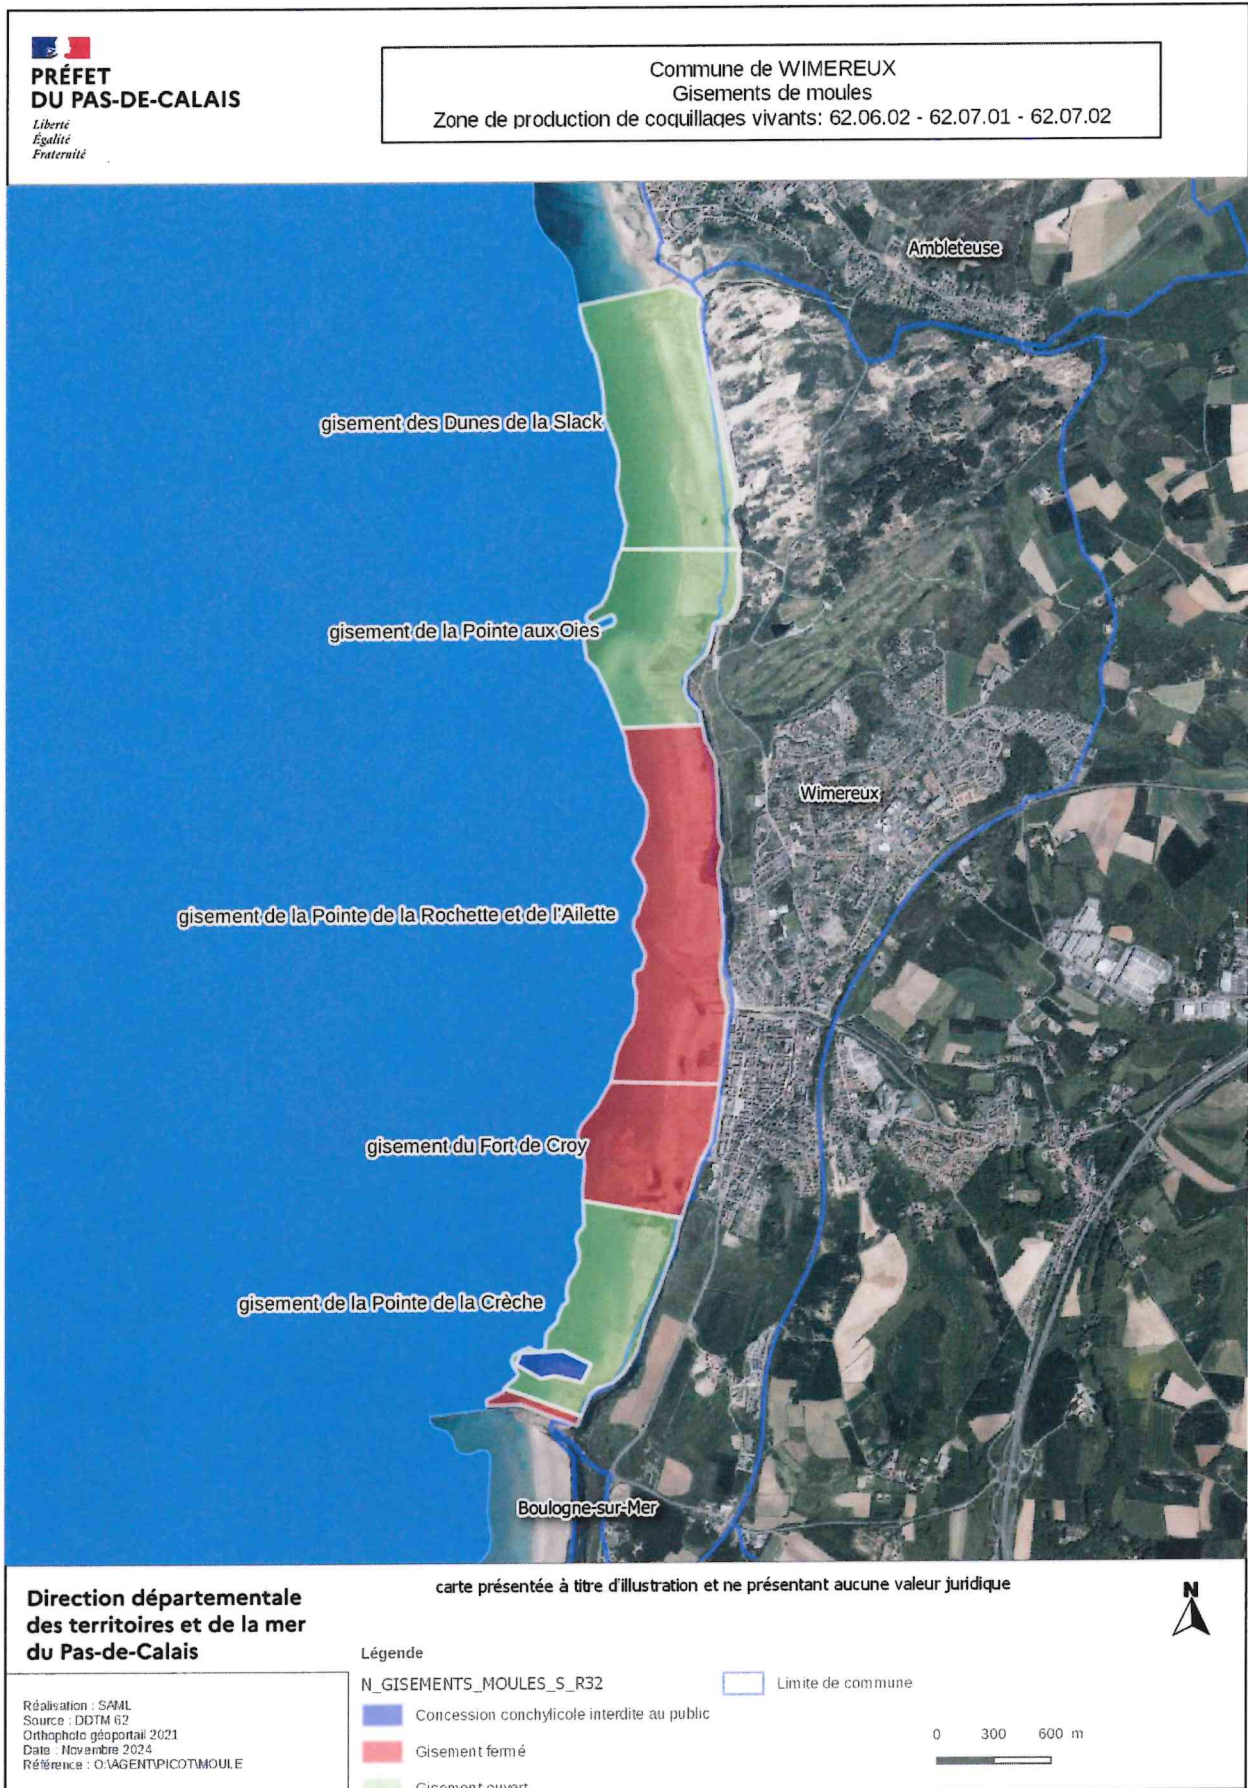 PRÉFET
DU PAS-DE-CALAIS
Liberté
Égalité
Fraternité
Commune de WIMEREUX
Gisements de moules
Zone de production de coquillages vivants: 62.06.02 - 62.07.01 - 62.07.02
Ambleteuse
gisement des Dunes de la Slack
gisement de la Pointe aux Oies
Wimereux
gisement de la Pointe de la Rochette et de l'Ailette
gisement du Fort de Croy
gisement de la Pointe de la Crèche
Boulogne-sur-Mer
carte présentée à titre d'illustration et ne présentant aucune valeur juridique
N
Direction départementale
des territoires et de la mer
du Pas-de-Calais
Réalisation : SAML
Source : DDTM 62
Orthophoto géoportail 2021
Date : Novembre 2024
Référence : O:\AGENT\PICOT\MOULE
Légende
N_GISEMENTS_MOULES_S_R32
Limite de commune
Concession conchylicole interdite au public
Gisement fermé
Gisement ouvert
0 300 600 m